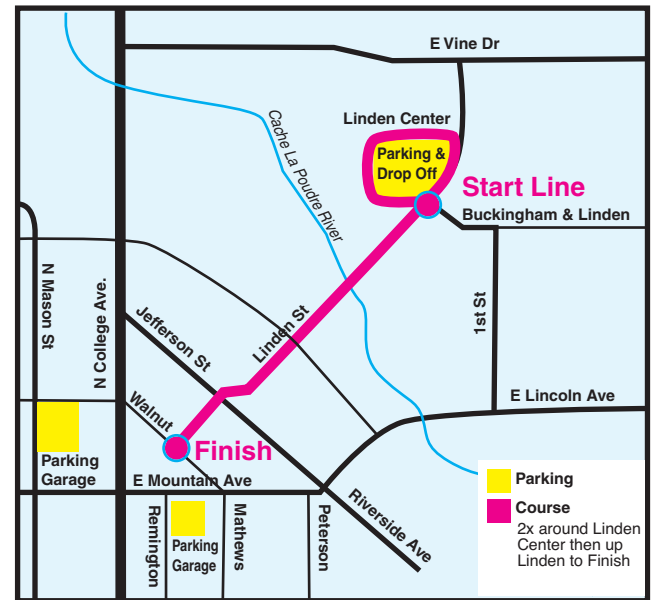 E Vine Dr
Linden Center
Parking &
Drop Off
Start Line
Buckingham & Linden
Cache La Poudre River
N Mason St
N College Ave.
Jefferson St
Linden St
1st St
E Lincoln Ave
Walnut
Finish
Parking
Garage
E Mountain Ave
Riverside Ave
Remington
Parking
Garage
Mathews
Peterson
Parking
Course
2x around Linden
Center then up
Linden to Finish